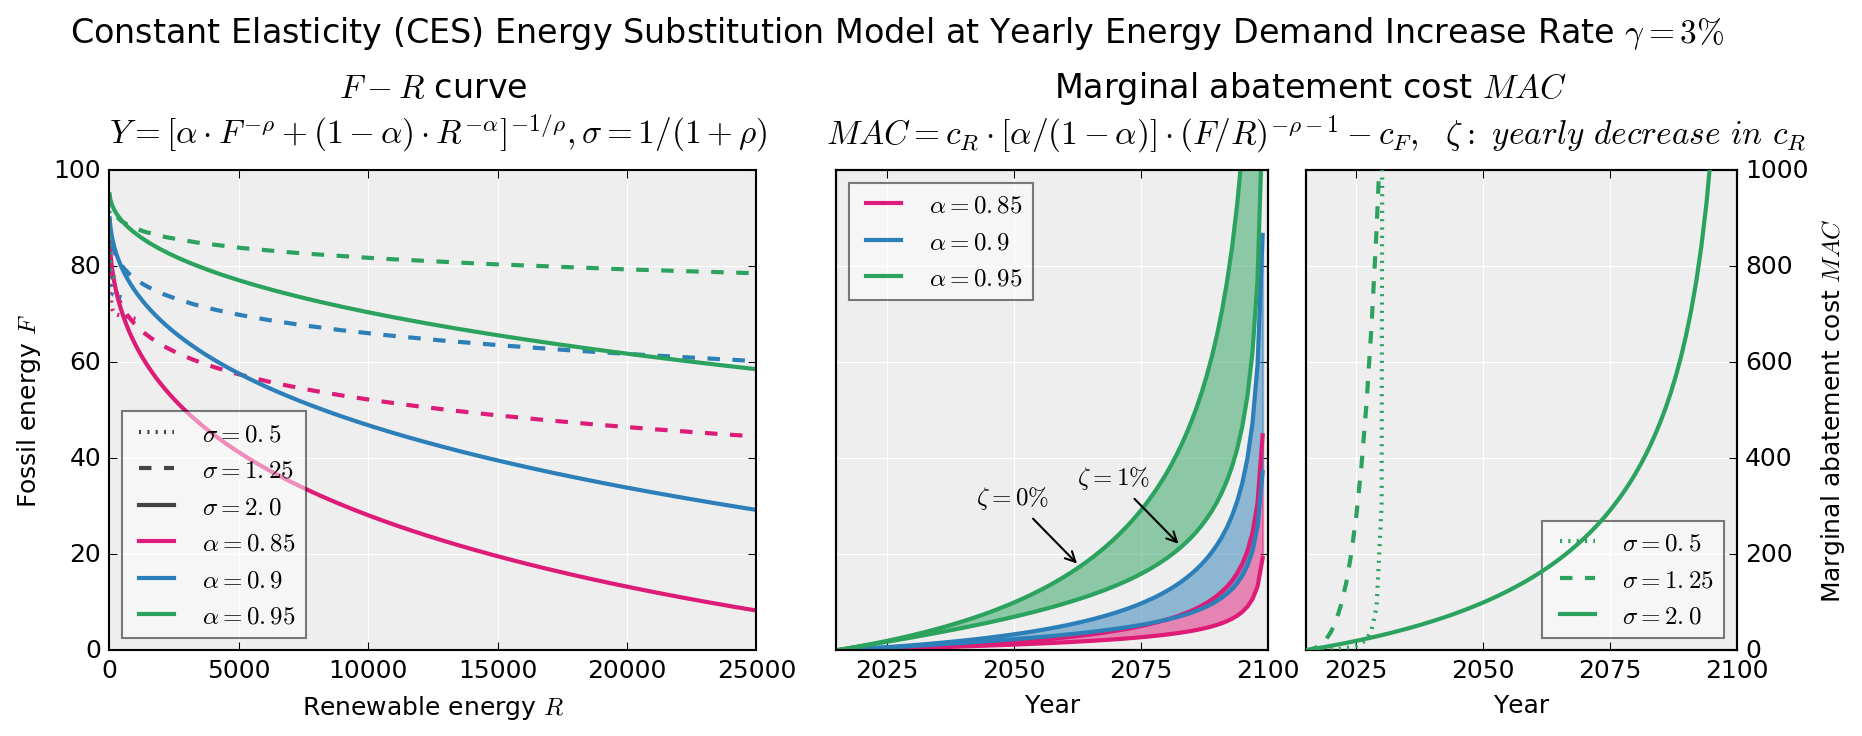 Constant Elasticity (CES) Energy Substitution Model at Yearly Energy Demand Increase Rate γ = 3%
F − R curve
Y = [α · F^{−ρ} + (1 − α) · R^{−α}]^{−1/ρ}, σ = 1/(1 + ρ)
Marginal abatement cost MAC
MAC = c_R · [α/(1 − α)] · (F/R)^{−ρ−1} − c_F, ζ : yearly decrease in c_R
100
80
60
40
20
0
Fossil energy F
σ = 0.5
σ = 1.25
σ = 2.0
α = 0.85
α = 0.9
α = 0.95
0 5000 10000 15000 20000 25000
Renewable energy R
α = 0.85
α = 0.9
α = 0.95
ζ = 0%
ζ = 1%
2025 2050 2075 2100
Year
σ = 0.5
σ = 1.25
σ = 2.0
2025 2050 2075 2100
Year
1000
800
600
400
200
0
Marginal abatement cost MAC